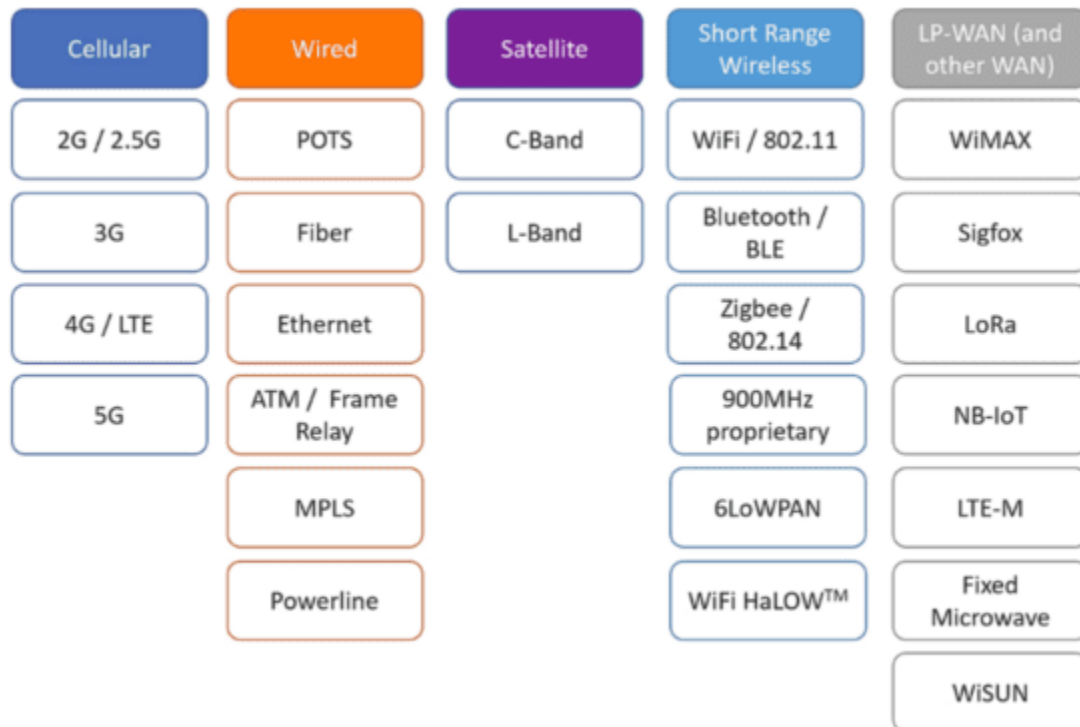 Cellular
2G / 2.5G
3G
4G / LTE
5G
Wired
POTS
Fiber
Ethernet
ATM / Frame
Relay
MPLS
Powerline
Satellite
C-Band
L-Band
Short Range
Wireless
WiFi / 802.11
Bluetooth /
BLE
Zigbee /
802.14
900MHz
proprietary
6LoWPAN
WiFi HaLOW™
LP-WAN (and
other WAN)
WiMAX
Sigfox
LoRa
NB-IoT
LTE-M
Fixed
Microwave
WiSUN